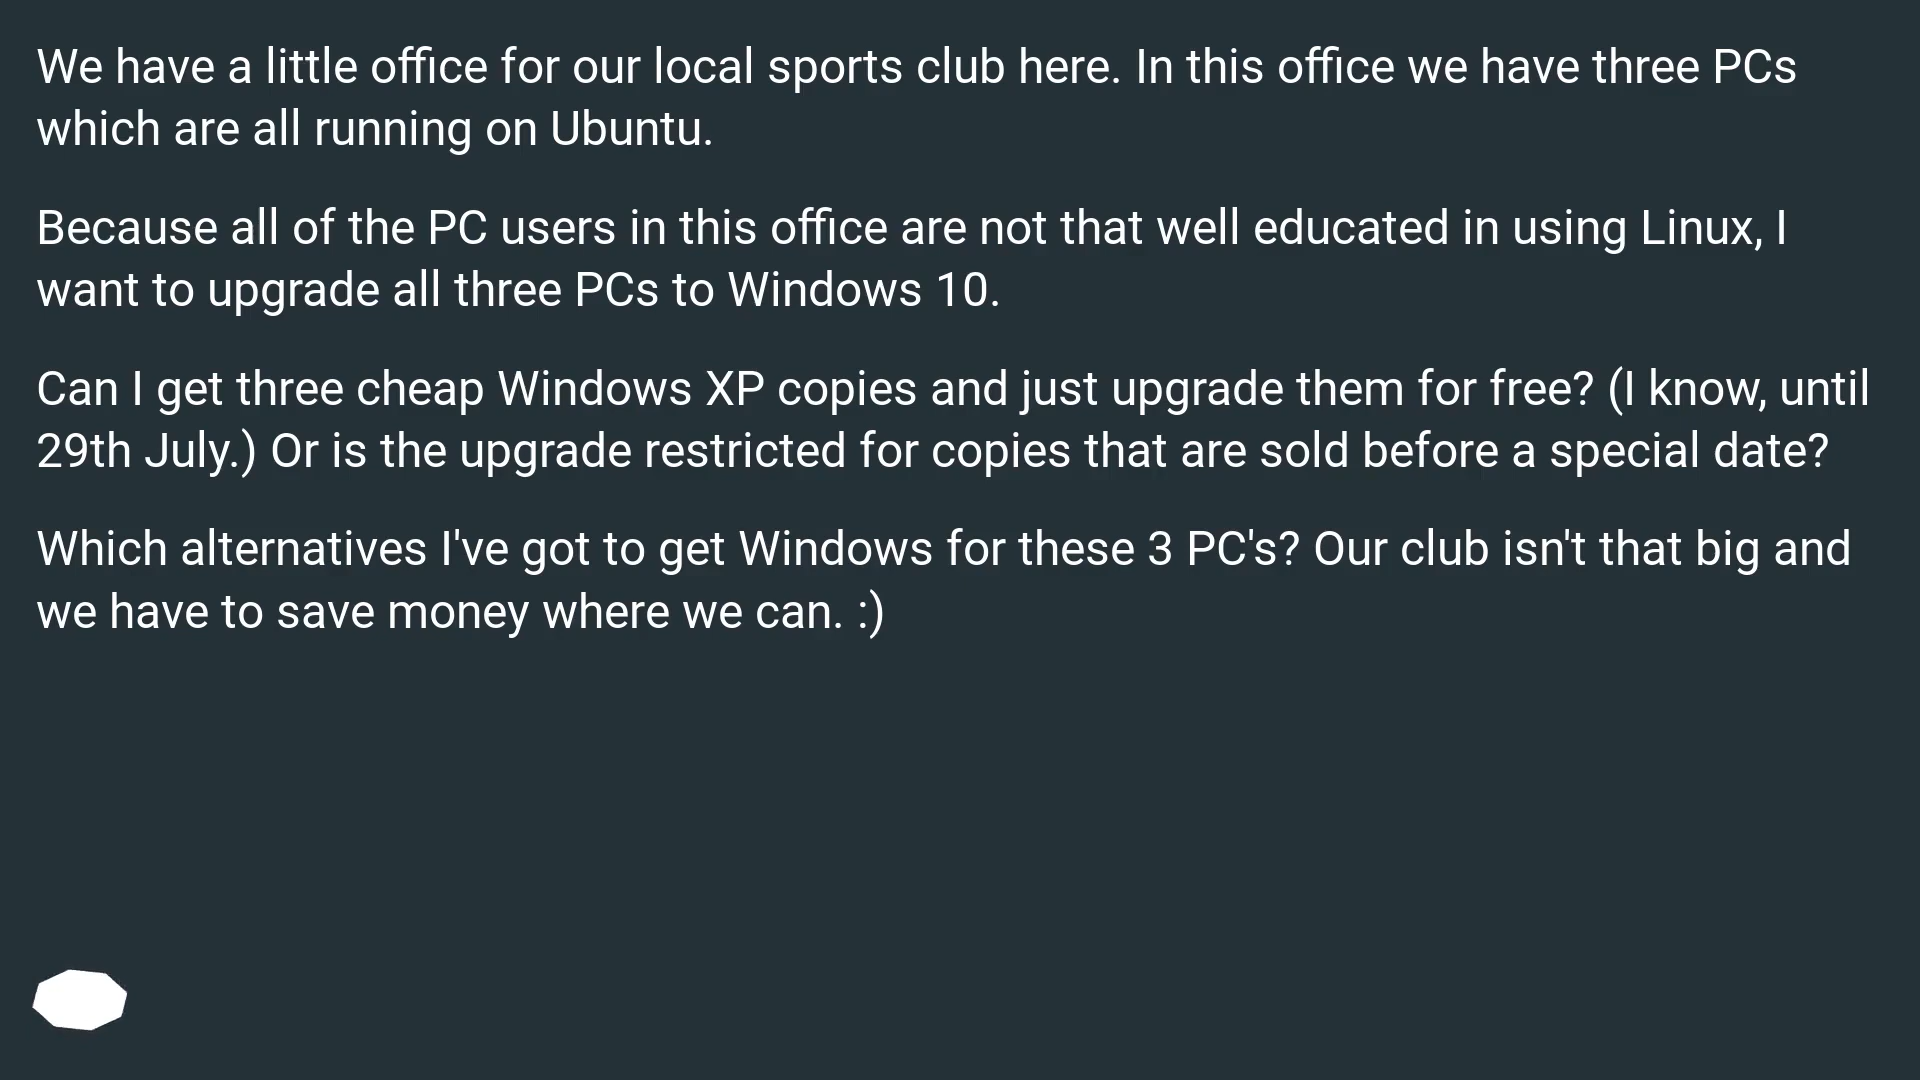 We have a little office for our local sports club here. In this office we have three PCs
which are all running on Ubuntu.
Because all of the PC users in this office are not that well educated in using Linux, I
want to upgrade all three PCs to Windows 10.
Can I get three cheap Windows XP copies and just upgrade them for free? (I know, until
29th July.) Or is the upgrade restricted for copies that are sold before a special date?
Which alternatives I've got to get Windows for these 3 PC's? Our club isn't that big and
we have to save money where we can. :)